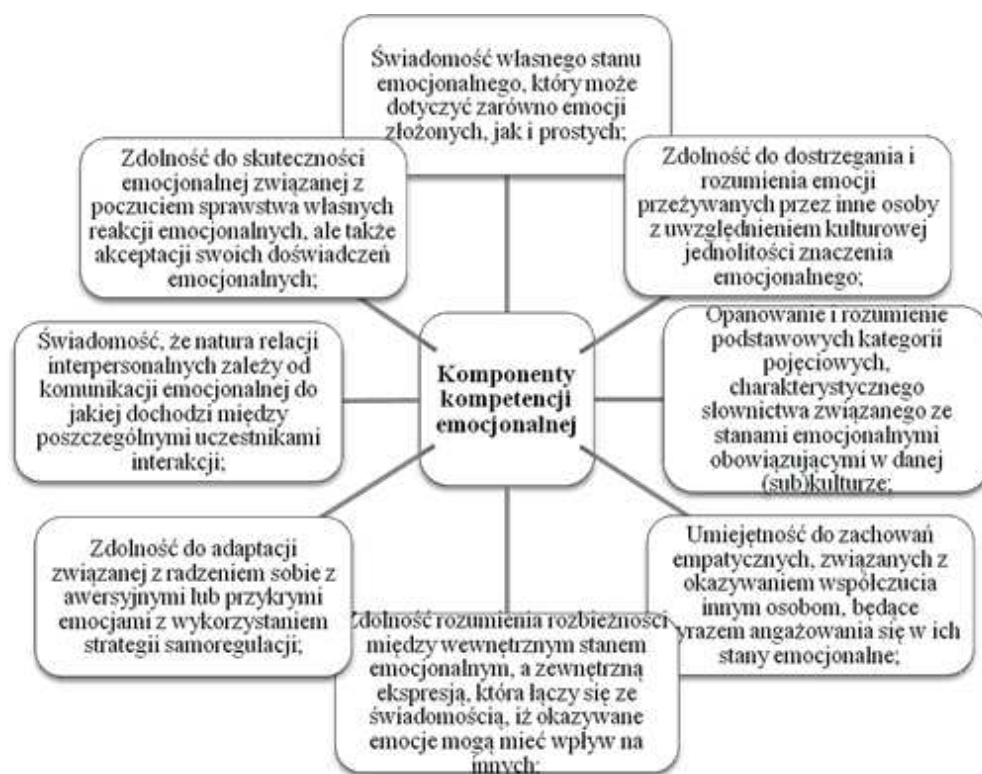 Świadomość własnego stanu
emocjonalnego, który może
dotyczyć zarówno emocji
złożonych, jak i prostych;
Zdolność do dostrzegania i
rozumienia emocji
przeżywanych przez inne osoby
z uwzględnieniem kulturowej
jednolitości znaczenia
emocjonalnego;
Opanowanie i rozumienie
podstawowych kategorii
pojęciowych,
charakterystycznego
słownictwa związanego ze
stanami emocjonalnymi
obowiązującymi w danej
(sub)kulturze;
Umiejętność do zachowań
empatycznych, związanych z
okazywaniem współczucia
innym osobom, będące
yrazem angażowania się w ich
stany emocjonalne;
Zdolność rozumienia rozbieżności
między wewnętrznym stanem
emocjonalnym, a zewnętrzną
ekspresją, która łączy się ze
świadomością, iż okazywane
emocje mogą mieć wpływ na
innych;
Zdolność do adaptacji
związanej z radzeniem sobie z
awersyjnymi lub przykrymi
emocjami z wykorzystaniem
strategii samoregulacji;
Świadomość, że natura relacji
interpersonalnych zależy od
komunikacji emocjonalnej do
jakiej dochodzi między
poszczególnymi uczestnikami
interakcji;
Zdolność do skuteczności
emocjonalnej związanej z
poczuciem sprawstwa własnych
reakcji emocjonalnych, ale także
akceptacji swoich doświadczeń
emocjonalnych;
Komponenty
kompetencji
emocjonalnej